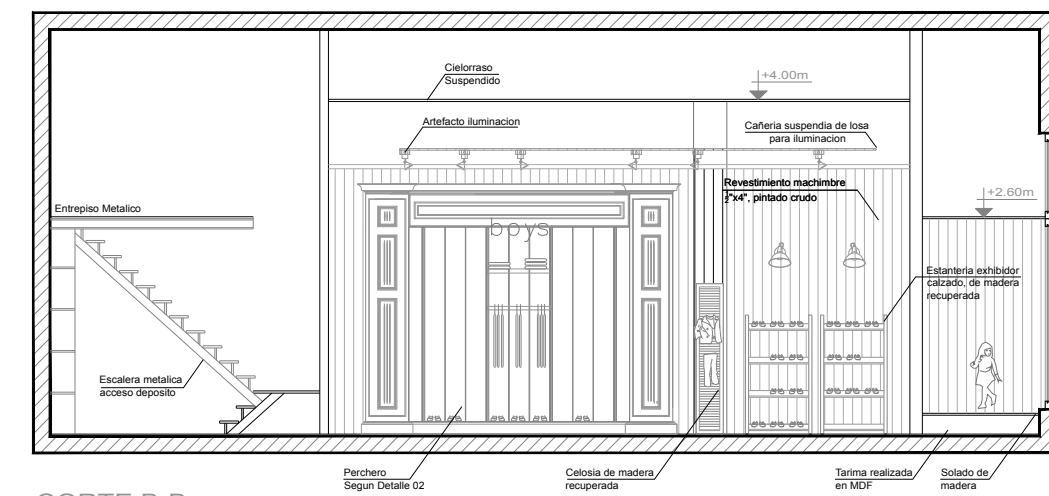 Cielorraso
Suspendido
+4.00m
Artefacto iluminacion
Cañeria suspendia de losa
para iluminacion
Revestimiento machimbre
½"x4", pintado crudo
+2.60m
Entrepiso Metalico
boys
Estanteria exhibidor
calzado, de madera
recuperada
Escalera metalica
acceso deposito
Perchero
Segun Detalle 02
Celosia de madera
recuperada
Tarima realizada
en MDF
Solado de
madera
CORTE B-B